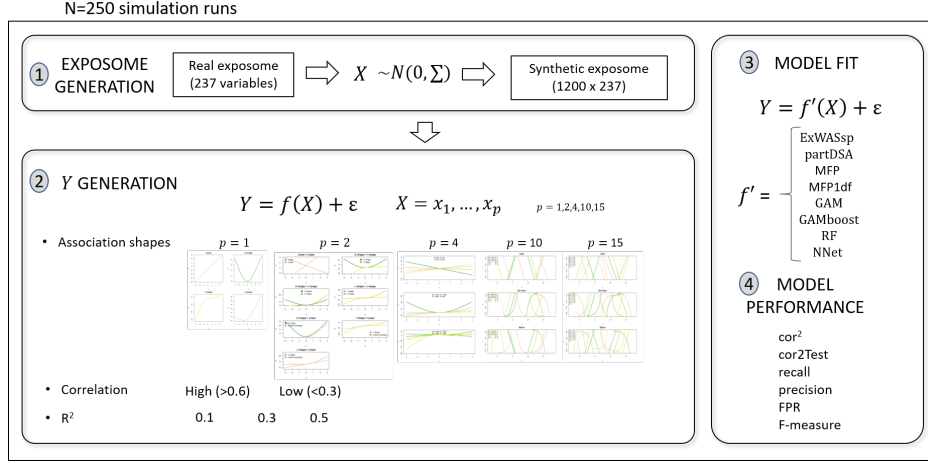 N=250 simulation runs
1 EXPOSOME GENERATION
Real exposome
(237 variables)
X ~N(0, ∑)
Synthetic exposome
(1200 x 237)
2 Y GENERATION
Y = f(X) + ε
X = x₁, … , xₚ
p = 1,2,4,10,15
• Association shapes
p = 1
p = 2
p = 4
p = 10
p = 15
• Correlation
High (>0.6)
Low (<0.3)
• R²
0.1
0.3
0.5
3 MODEL FIT
Y = f′(X) + ε
f′ =
ExWASsp
partDSA
MFP
MFP1df
GAM
GAMboost
RF
NNet
4 MODEL
PERFORMANCE
cor²
cor2Test
recall
precision
FPR
F-measure